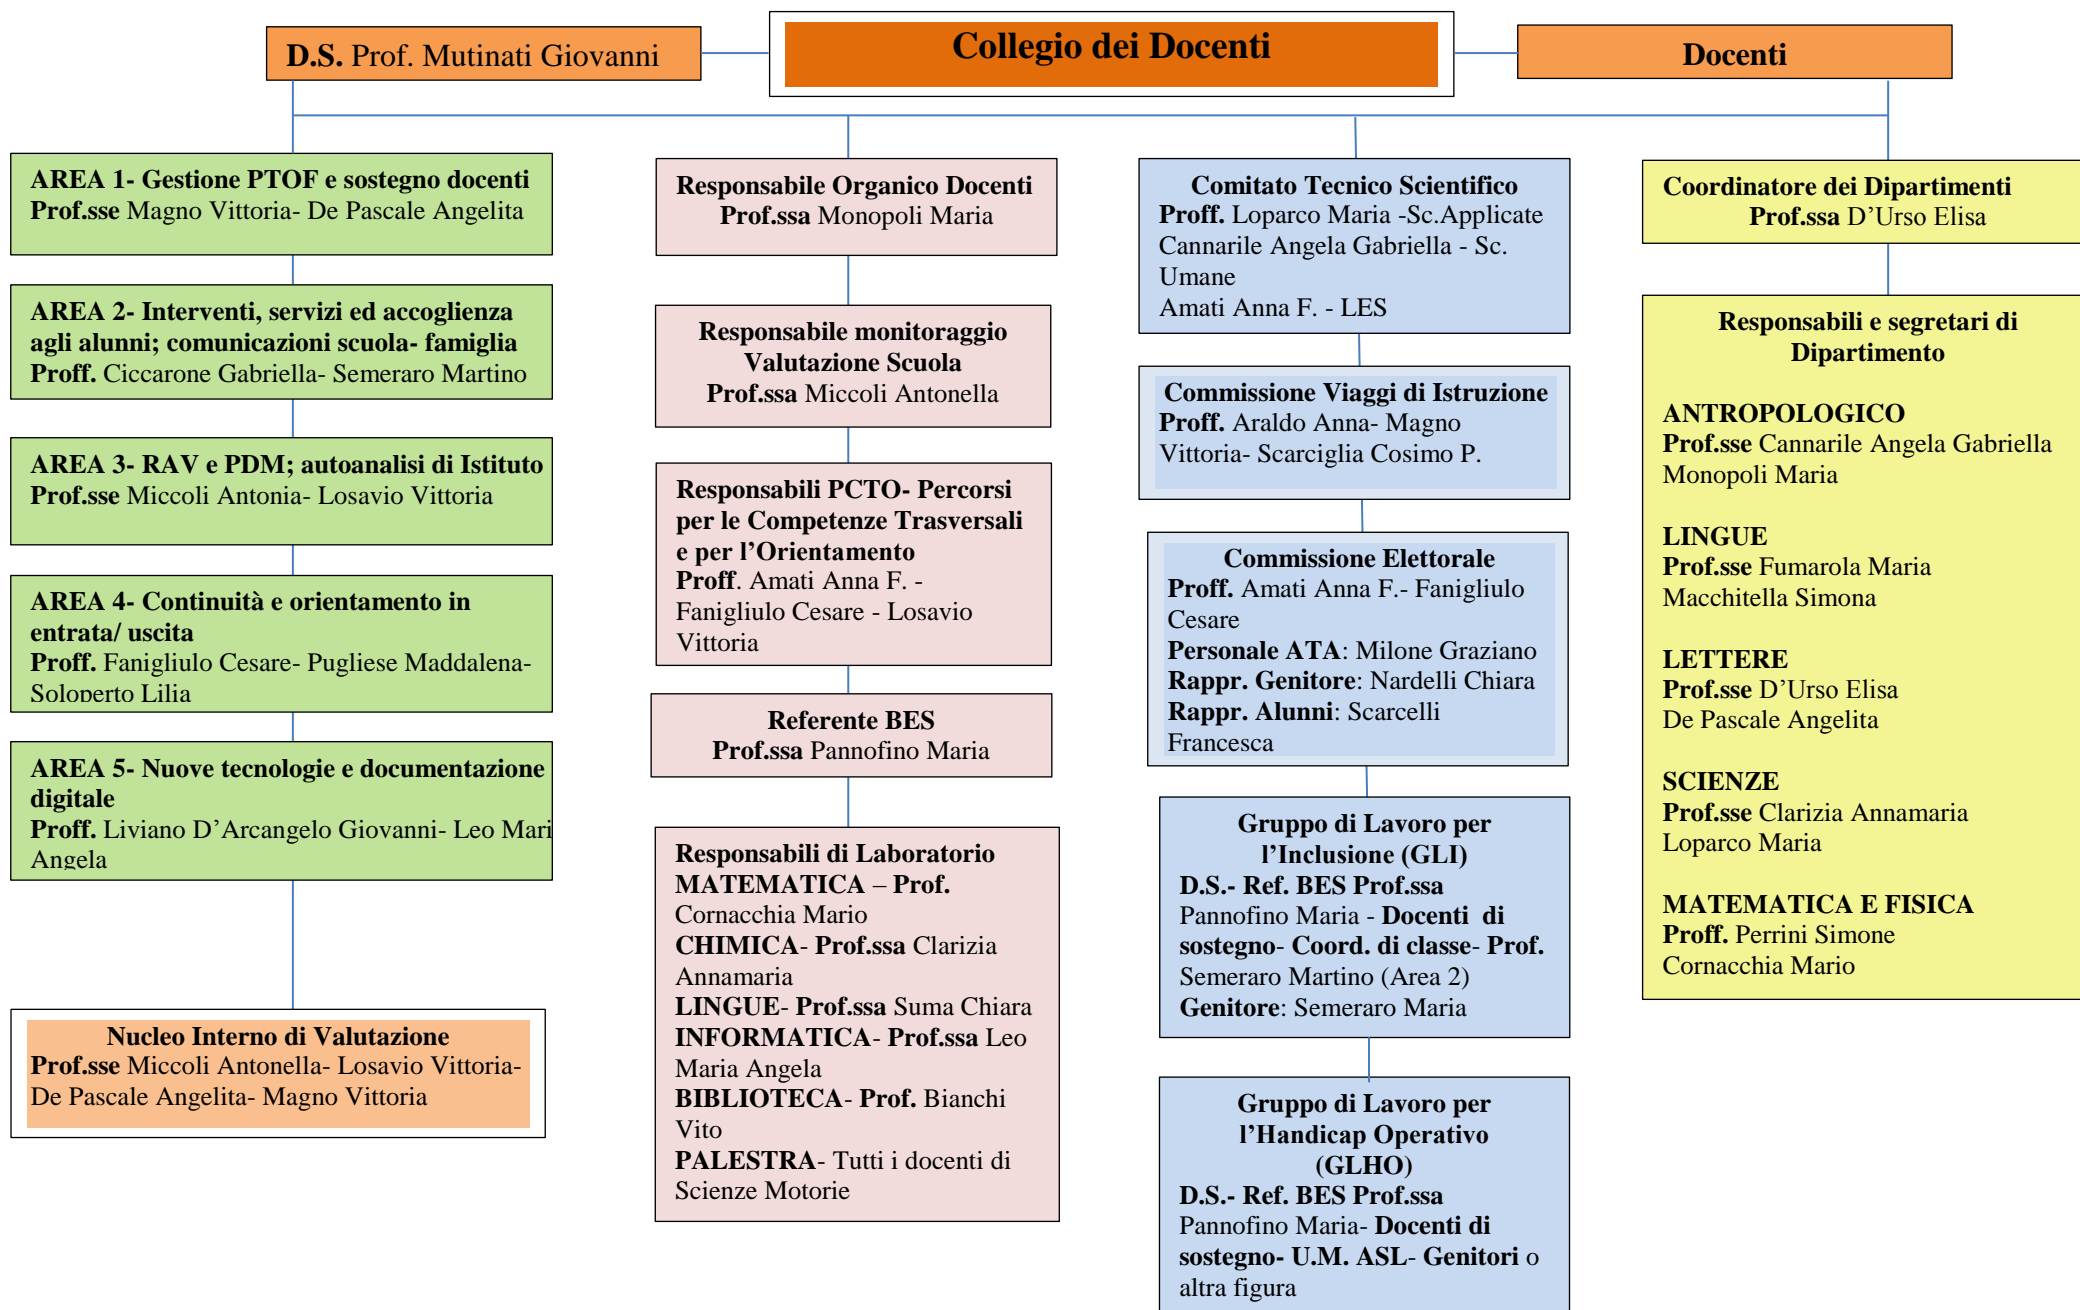 D.S. Prof. Mutinati Giovanni
Collegio dei Docenti
Docenti
AREA 1- Gestione PTOF e sostegno docenti
Prof.sse Magno Vittoria- De Pascale Angelita
AREA 2- Interventi, servizi ed accoglienza
agli alunni; comunicazioni scuola- famiglia
Proff. Ciccarone Gabriella- Semeraro Martino
AREA 3- RAV e PDM; autoanalisi di Istituto
Prof.sse Miccoli Antonia- Losavio Vittoria
AREA 4- Continuità e orientamento in
entrata/ uscita
Proff. Fanigliulo Cesare- Pugliese Maddalena-
Soloperto Lilia
AREA 5- Nuove tecnologie e documentazione
digitale
Proff. Liviano D’Arcangelo Giovanni- Leo Mari
Angela
Nucleo Interno di Valutazione
Prof.sse Miccoli Antonella- Losavio Vittoria-
De Pascale Angelita- Magno Vittoria
Responsabile Organico Docenti
Prof.ssa Monopoli Maria
Responsabile monitoraggio
Valutazione Scuola
Prof.ssa Miccoli Antonella
Responsabili PCTO- Percorsi
per le Competenze Trasversali
e per l’Orientamento
Proff. Amati Anna F. -
Fanigliulo Cesare - Losavio
Vittoria
Referente BES
Prof.ssa Pannofino Maria
Responsabili di Laboratorio
MATEMATICA – Prof.
Cornacchia Mario
CHIMICA- Prof.ssa Clarizia
Annamaria
LINGUE- Prof.ssa Suma Chiara
INFORMATICA- Prof.ssa Leo
Maria Angela
BIBLIOTECA- Prof. Bianchi
Vito
PALESTRA- Tutti i docenti di
Scienze Motorie
Comitato Tecnico Scientifico
Proff. Loparco Maria -Sc.Applicate
Cannarile Angela Gabriella - Sc.
Umane
Amati Anna F. - LES
Commissione Viaggi di Istruzione
Proff. Araldo Anna- Magno
Vittoria- Scarciglia Cosimo P.
Commissione Elettorale
Proff. Amati Anna F.- Fanigliulo
Cesare
Personale ATA: Milone Graziano
Rappr. Genitore: Nardelli Chiara
Rappr. Alunni: Scarcelli
Francesca
Gruppo di Lavoro per
l’Inclusione (GLI)
D.S.- Ref. BES Prof.ssa
Pannofino Maria - Docenti di
sostegno- Coord. di classe- Prof.
Semeraro Martino (Area 2)
Genitore: Semeraro Maria
Gruppo di Lavoro per
l’Handicap Operativo
(GLHO)
D.S.- Ref. BES Prof.ssa
Pannofino Maria- Docenti di
sostegno- U.M. ASL- Genitori o
altra figura
Coordinatore dei Dipartimenti
Prof.ssa D’Urso Elisa
Responsabili e segretari di
Dipartimento
ANTROPOLOGICO
Prof.sse Cannarile Angela Gabriella
Monopoli Maria
LINGUE
Prof.sse Fumarola Maria
Macchitella Simona
LETTERE
Prof.sse D’Urso Elisa
De Pascale Angelita
SCIENZE
Prof.sse Clarizia Annamaria
Loparco Maria
MATEMATICA E FISICA
Proff. Perrini Simone
Cornacchia Mario